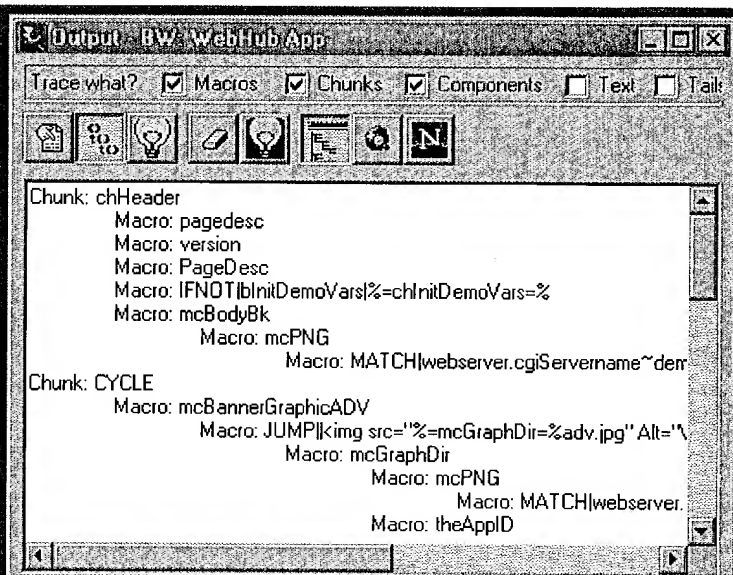 Output - BW- WebHub App
Trace what? Macros Chunks Components Text Tails
N
Chunk: chHeader
Macro: pagedesc
Macro: version
Macro: PageDesc
Macro: IFNOT|bInitDemoVars|%=chInitDemoVars=%
Macro: mcBodyBk
Macro: mcPNG
Macro: MATCH|webserver.cgiServername~dem
Chunk: CYCLE
Macro: mcBannerGraphicADV
Macro: JUMP||<img src="%=mcGraphDir=%adv.jpg" Alt="\
Macro: mcGraphDir
Macro: mcPNG
Macro: MATCH|webserver.
Macro: theAppID